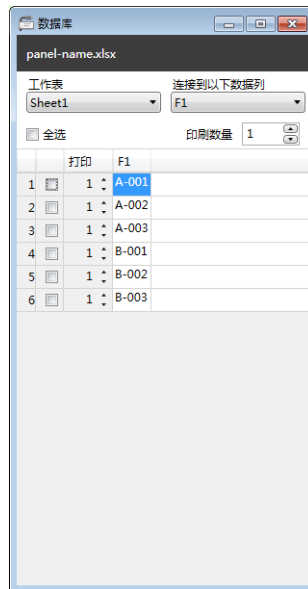 数据库
panel-name.xlsx
工作表 连接到以下数据列
Sheet1 F1
全选 印刷数量 1
打印 F1
1 1 A-001
2 1 A-002
3 1 A-003
4 1 B-001
5 1 B-002
6 1 B-003